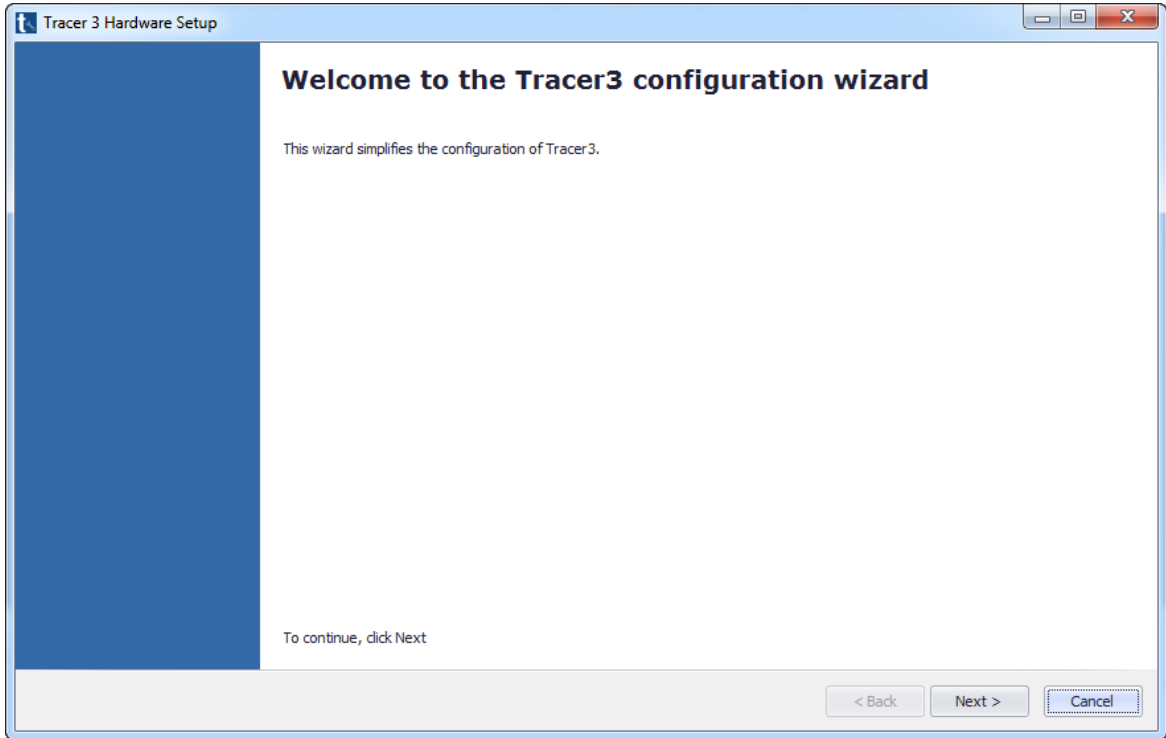 Tracer 3 Hardware Setup
Welcome to the Tracer3 configuration wizard
This wizard simplifies the configuration of Tracer3.
To continue, click Next
< Back Next > Cancel